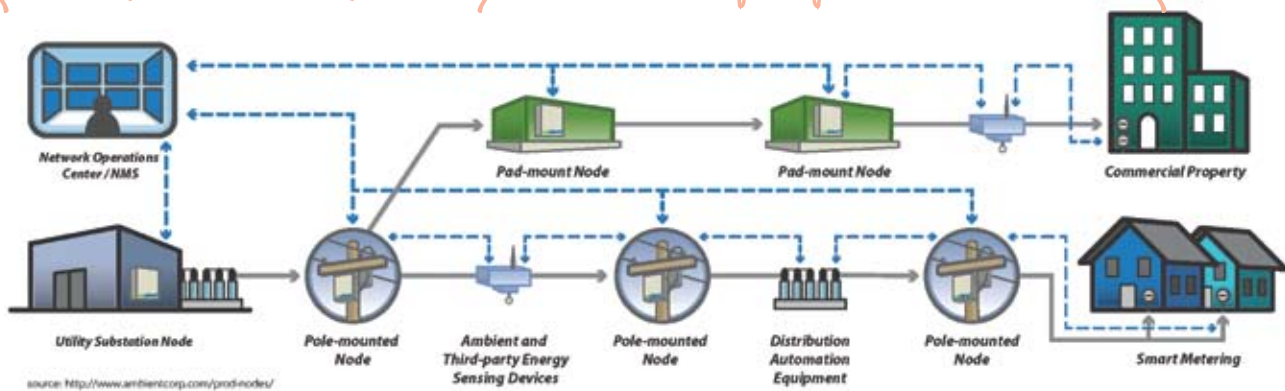 Network Operations
Center / NMS
Pad-mount Node
Pad-mount Node
Commercial Property
Utility Substation Node
Pole-mounted
Node
Ambient and
Third-party Energy
Sensing Devices
Pole-mounted
Node
Distribution
Automation
Equipment
Pole-mounted
Node
Smart Metering
source: http://www.ambientcorp.com/prod-nodes/